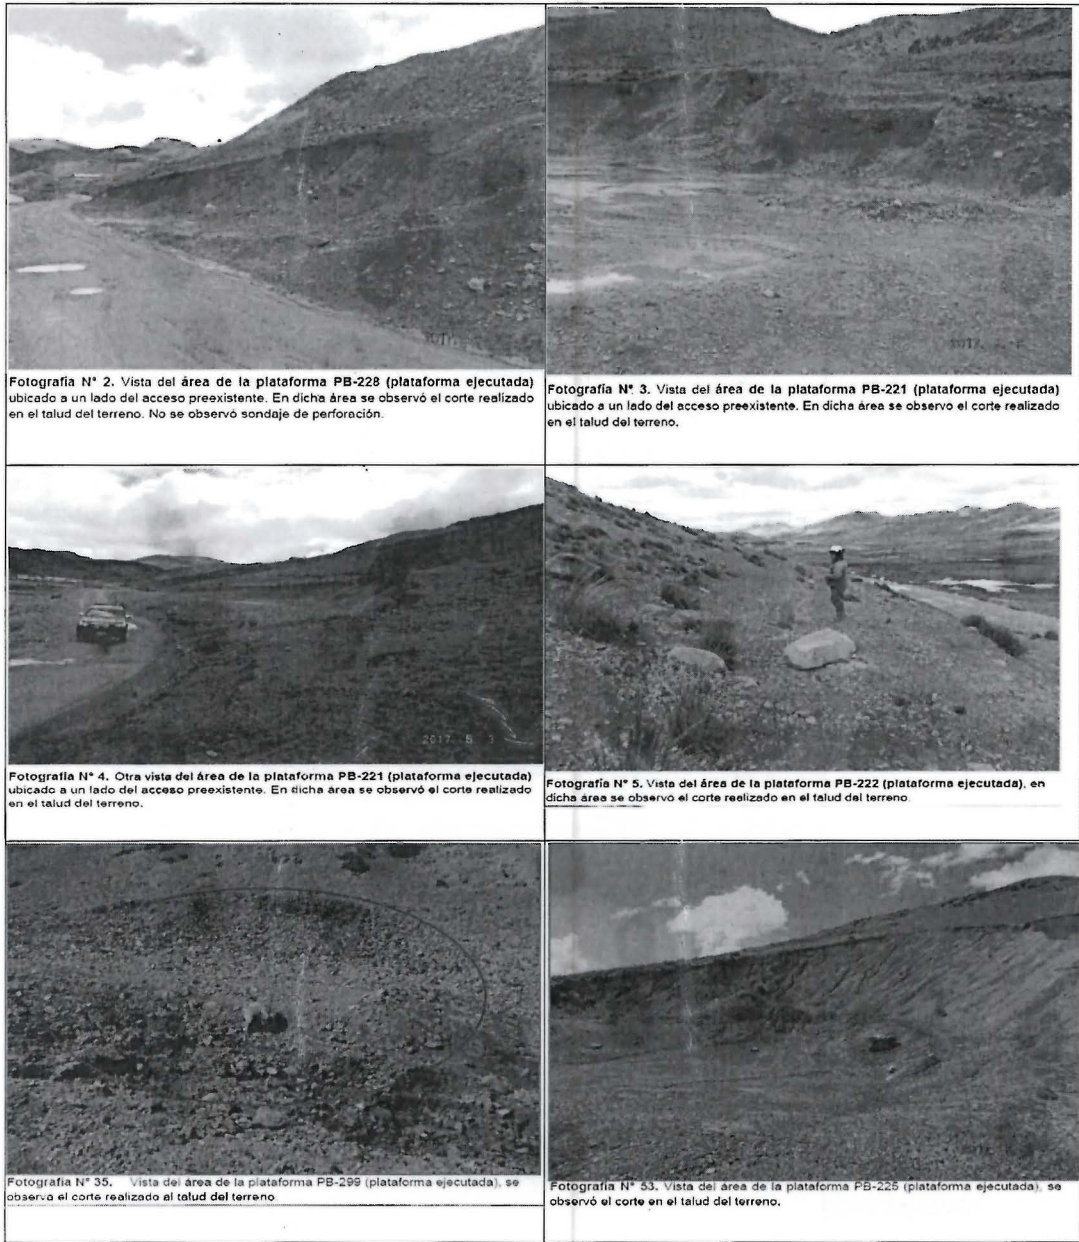 Fotografía N° 2. Vista del área de la plataforma PB-228 (plataforma ejecutada)
ubicado a un lado del acceso preexistente. En dicha área se observó el corte realizado
en el talud del terreno. No se observó sondaje de perforación.
2017.
Fotografía N° 3. Vista del área de la plataforma PB-221 (plataforma ejecutada)
ubicado a un lado del acceso preexistente. En dicha área se observó el corte realizado
en el talud del terreno.
2017. 5.
Fotografía N° 4. Otra vista del área de la plataforma PB-221 (plataforma ejecutada)
ubicado a un lado del acceso preexistente. En dicha área se observó el corte realizado
en el talud del terreno.
Fotografía N° 5. Vista del área de la plataforma PB-222 (plataforma ejecutada), en
dicha área se observo el corte realizado en el talud del terreno
Fotografía N° 35. Vista del área de la plataforma PB-299 (plataforma ejecutada), se
observa el corte realizado al talud del terreno
Fotografía N° 53. Vista del área de la plataforma PB-225 (plataforma ejecutada), se
observó el corte en el talud del terreno.